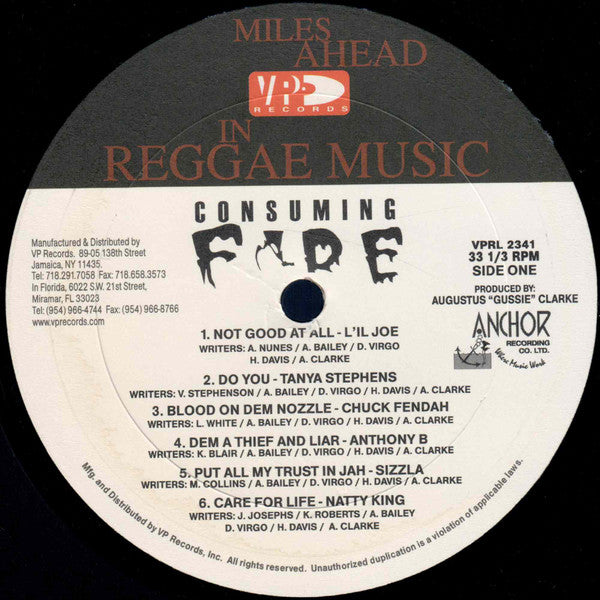 MILES
AHEAD
VP
RECORDS
IN
REGGAE MUSIC
CONSUMING
FIRE
Manufactured & Distributed by
VP Records. 89-05 138th Street
Jamaica, NY 11435.
Tel: 718.291.7058 Fax: 718.658.3573
In Florida, 6022 S.W. 21st Street,
Miramar, FL 33023
Tel: (954) 966-4744 Fax: (954) 966-8766
www.vprecords.com
VPRL 2341
33 1/3 RPM
SIDE ONE
PRODUCED BY:
AUGUSTUS "GUSSIE" CLARKE
ANCHOR
RECORDING
CO. LTD.
Where Music Work
1. NOT GOOD AT ALL - L'IL JOE
WRITERS: A. NUNES / A. BAILEY / D. VIRGO
H. DAVIS / A. CLARKE
2. DO YOU - TANYA STEPHENS
WRITERS: V. STEPHENSON / A. BAILEY / D. VIRGO / H. DAVIS / A. CLARKE
3. BLOOD ON DEM NOZZLE - CHUCK FENDAH
WRITERS: L. WHITE / A. BAILEY / D. VIRGO / H. DAVIS / A. CLARKE
4. DEM A THIEF AND LIAR - ANTHONY B
WRITERS: K. BLAIR / A. BAILEY / D. VIRGO / H. DAVIS / A. CLARKE
5. PUT ALL MY TRUST IN JAH - SIZZLA
WRITERS: M. COLLINS / A. BAILEY / D. VIRGO / H. DAVIS / A. CLARKE
6. CARE FOR LIFE - NATTY KING
WRITERS: J. JOSEPHS / K. ROBERTS / A. BAILEY
D. VIRGO / H. DAVIS / A. CLARKE
Mfg. and Distributed by VP Records, Inc. All rights reserved. Unauthorized duplication is a violation of applicable laws.